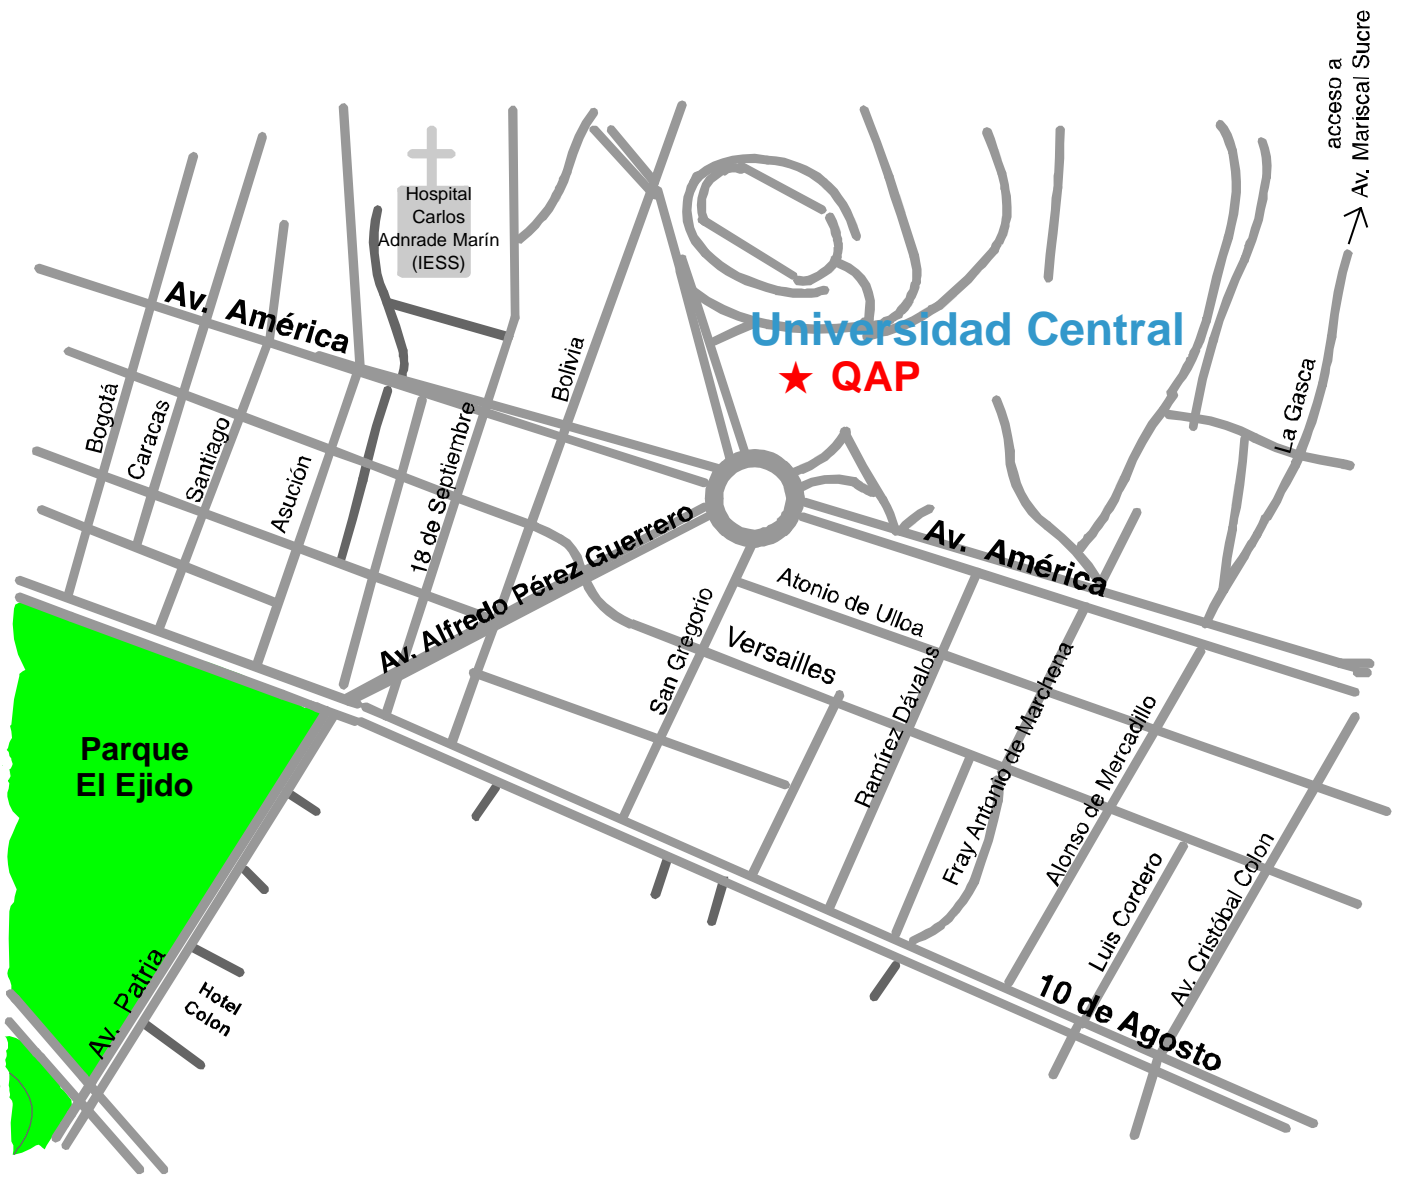 acceso a
Av. Mariscal Sucre
Hospital
Carlos
Adnrade Marín
(IESS)
Av. América
Universidad Central
★ QAP
Bogotá
Caracas
Santiago
Asución
18 de Septiembre
Bolivia
La Gasca
Av. Alfredo Pérez Guerrero
Av. América
Atonio de Ulloa
Versailles
San Gregorio
Ramírez Dávalos
Fray Antonio de Marchena
Alonso de Mercadillo
Luis Cordero
Av. Cristóbal Colon
Parque
El Ejido
Av. Patria
Hotel
Colon
10 de Agosto